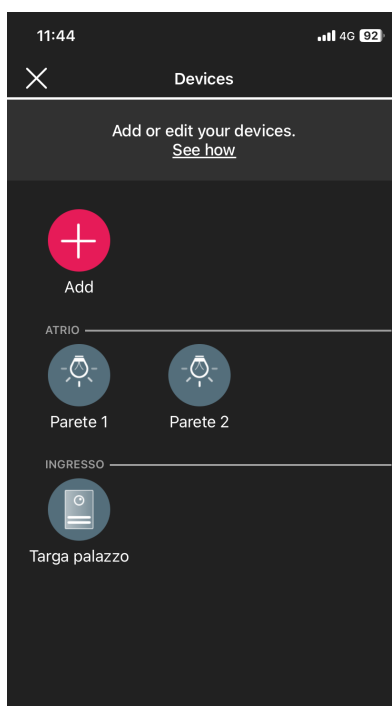 11:44
4G 92
Devices
Add or edit your devices.
See how
Add
ATRIO
Parete 1 Parete 2
INGRESSO
Targa palazzo